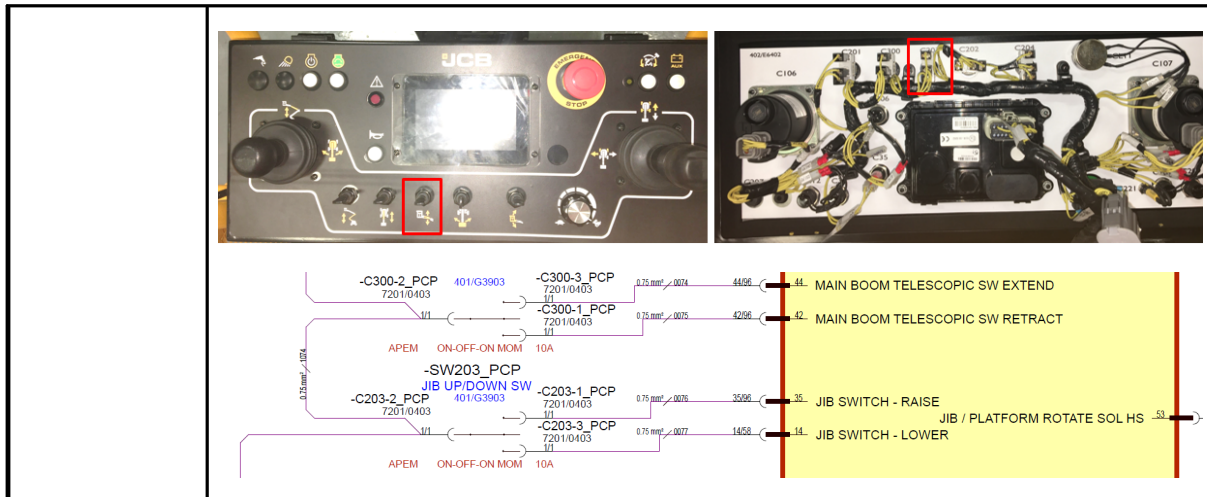 JCB
EMERGENCY
STOP
AUX
402/E6402
C201
C300
C202
C204
C106
C107
C35
-C300-2_PCP
7201/0403
1/1
401/G3903
-C300-3_PCP
7201/0403
1/1
0.75 mm² 0074
44/96
44
MAIN BOOM TELESCOPIC SW EXTEND
-C300-1_PCP
7201/0403
1/1
0.75 mm² 0075
42/96
42
MAIN BOOM TELESCOPIC SW RETRACT
APEM ON-OFF-ON MOM 10A
0.75 mm² 1074
-SW203_PCP
JIB UP/DOWN SW
401/G3903
-C203-2_PCP
7201/0403
1/1
-C203-1_PCP
7201/0403
1/1
0.75 mm² 0076
35/96
35
JIB SWITCH - RAISE
JIB / PLATFORM ROTATE SOL HS
53
-C203-3_PCP
7201/0403
1/1
0.75 mm² 0077
14/58
14
JIB SWITCH - LOWER
APEM ON-OFF-ON MOM 10A